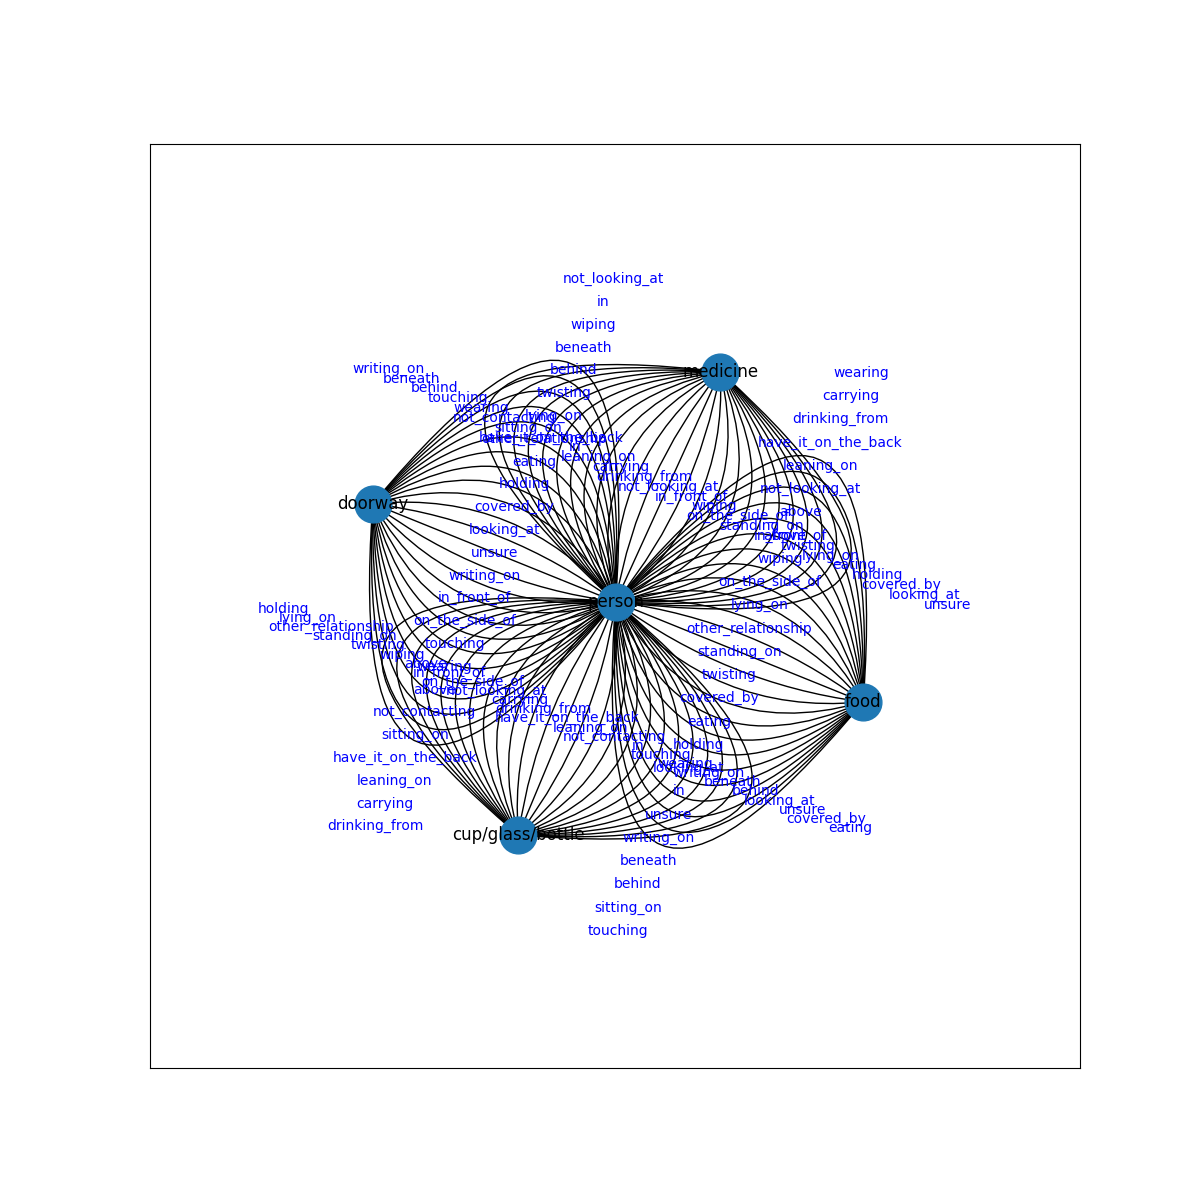 not_looking_at
in
wiping
beneath
behind
medicine
writing_on
beneath
behind
touching
wearing
not_contacting
sitting_on
twisting
lying_on
have_it_on_the_back
in
leaning_on
carrying
drinking_from
not_looking_at
in_front_of
wiping
on_the_side_of
standing_on
above
twisting
lying_on
eating
holding
covered_by
looking_at
unsure
wearing
carrying
drinking_from
have_it_on_the_back
leaning_on
not_looking_at
above
in_front_of
wiping
on_the_side_of
lying_on
other_relationship
standing_on
twisting
covered_by
eating
holding
looking_at
in
unsure
writing_on
beneath
behind
sitting_on
touching
doorway
eating
holding
covered_by
looking_at
unsure
writing_on
in_front_of
on_the_side_of
touching
wearing
not_looking_at
person
food
holding
lying_on
other_relationship
standing_on
twisting
wiping
above
in_front_of
on_the_side_of
above
carrying
drinking_from
have_it_on_the_back
leaning_on
not_contacting
in
touching
wearing
writing_on
beneath
behind
looking_at
unsure
covered_by
eating
not_contacting
sitting_on
have_it_on_the_back
leaning_on
carrying
drinking_from
cup/glass/bottle